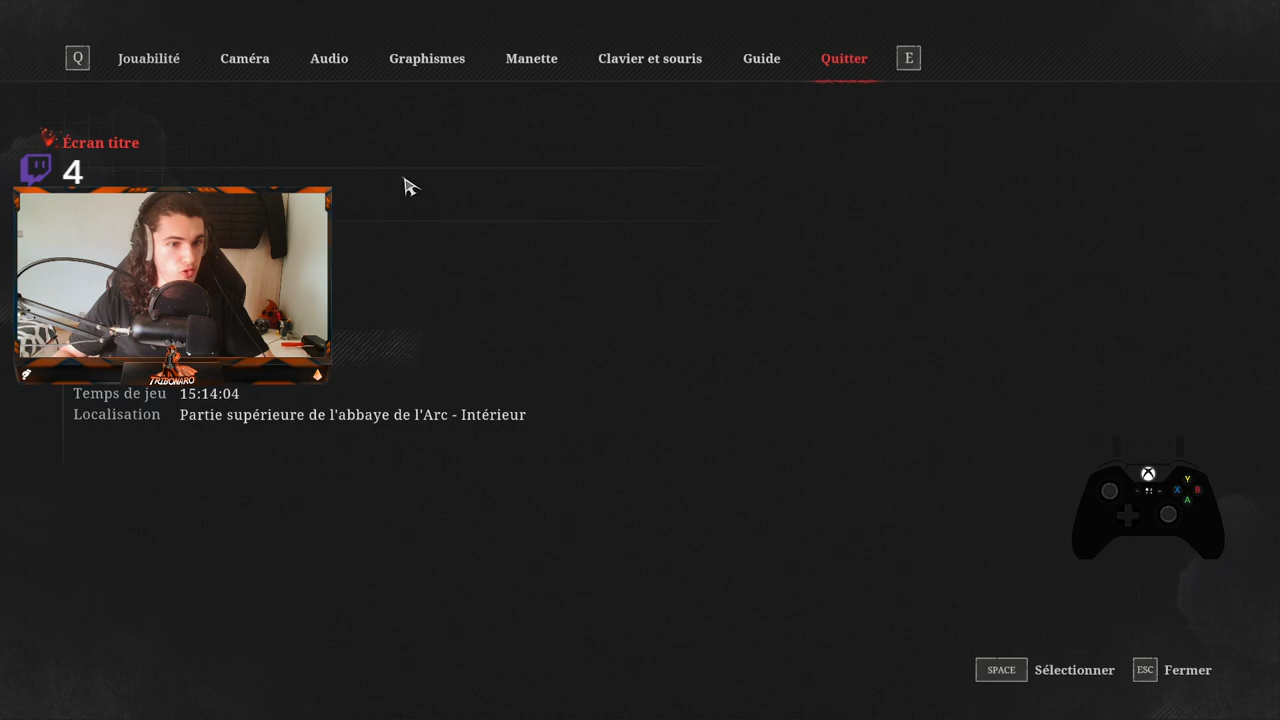 Q Jouabilité Caméra Audio Graphismes Manette Clavier et souris Guide Quitter E
Écran titre
4
TRIBONARO
Temps de jeu 15:14:04
Localisation Partie supérieure de l'abbaye de l'Arc - Intérieur
Y
X B
A
SPACE Sélectionner ESC Fermer